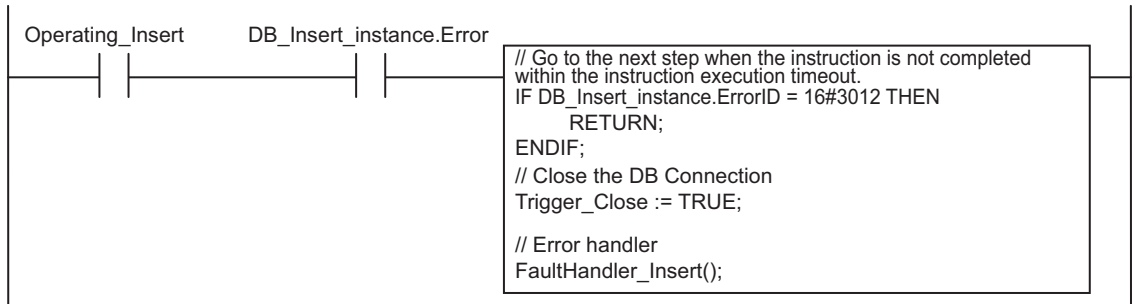 Operating_Insert DB_Insert_instance.Error
// Go to the next step when the instruction is not completed
within the instruction execution timeout.
IF DB_Insert_instance.ErrorID = 16#3012 THEN
RETURN;
ENDIF;
// Close the DB Connection
Trigger_Close := TRUE;
// Error handler
FaultHandler_Insert();